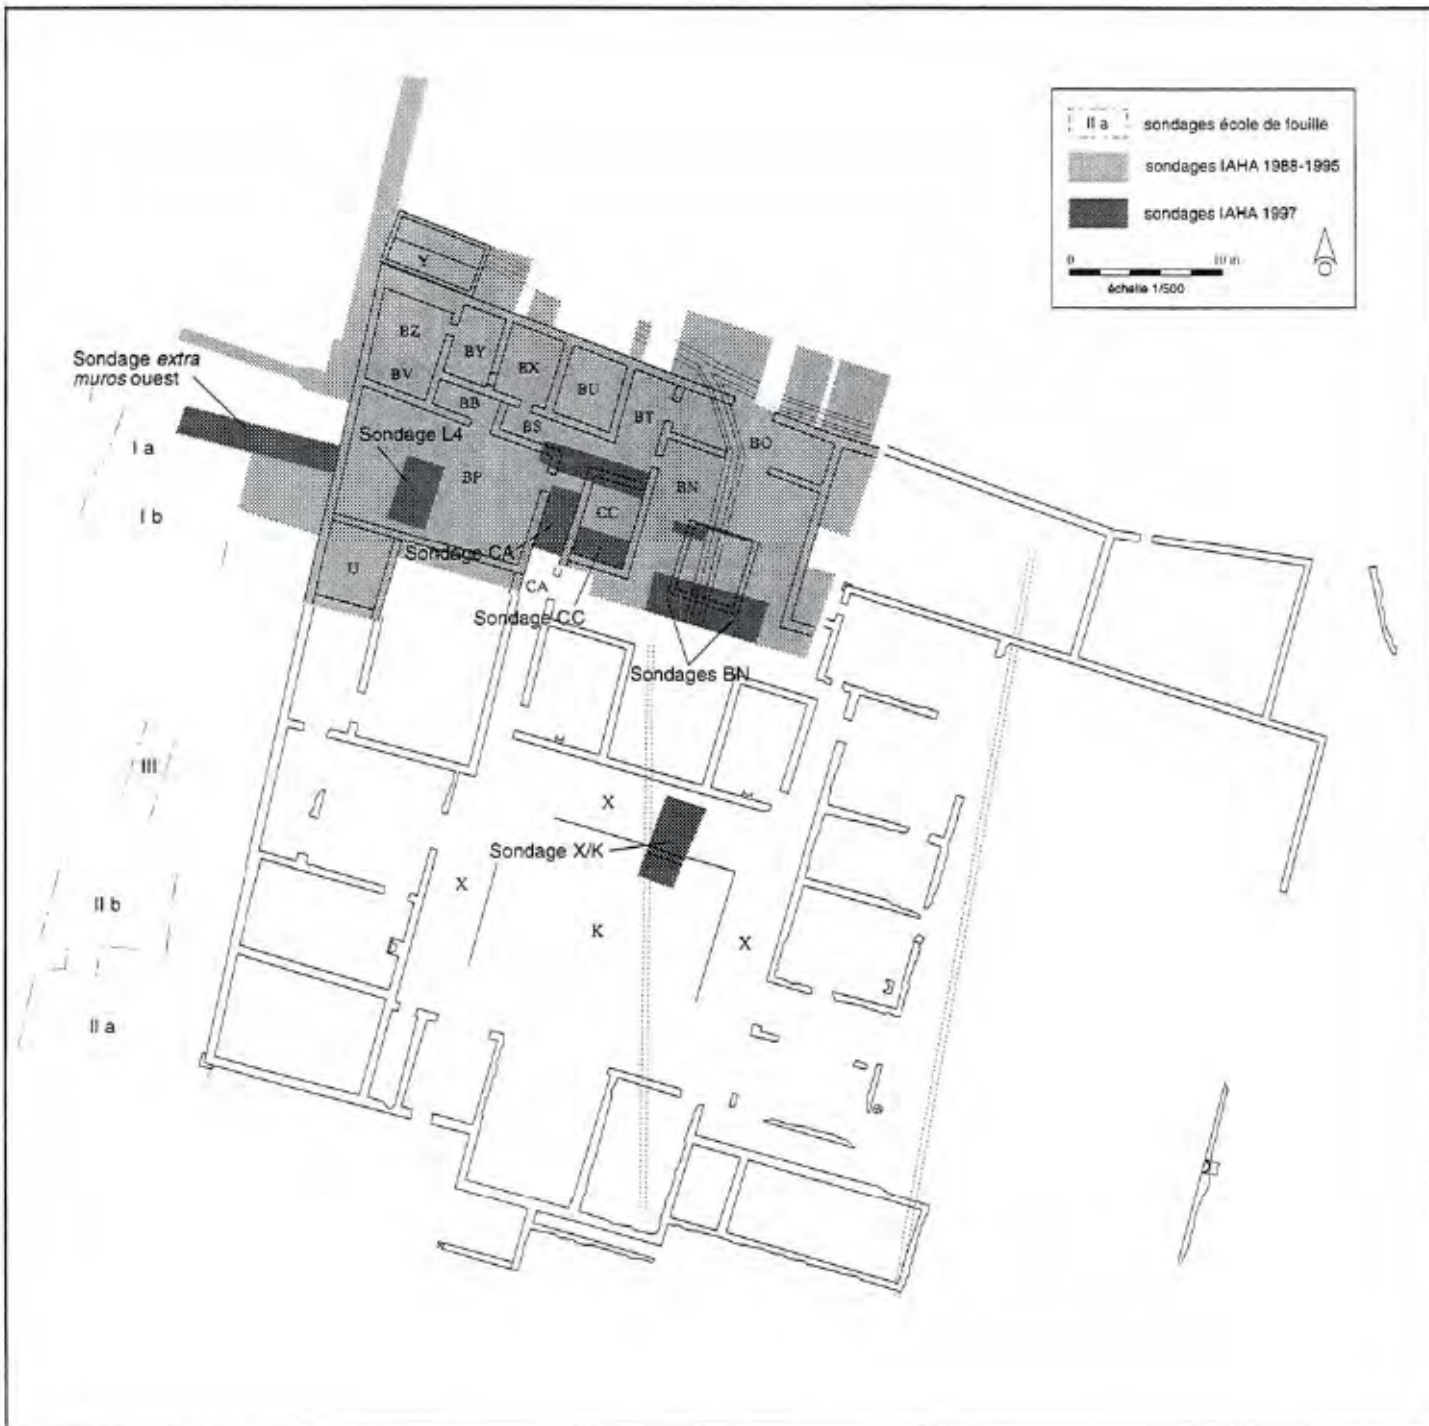 II a
sondages école de fouille
sondages IAHA 1988-1995
sondages IAHA 1997
0 10 m
échelle 1/500
Y
BZ
BY
BX
BU
BV
BB
BS
BT
BO
Sondage extra
muros ouest
Sondage L4
I a
BP
BN
I b
CC
Sondage CA
U
CA
Sondage CC
Sondages BN
III
X
Sondage X/K
X
II b
K
X
II a